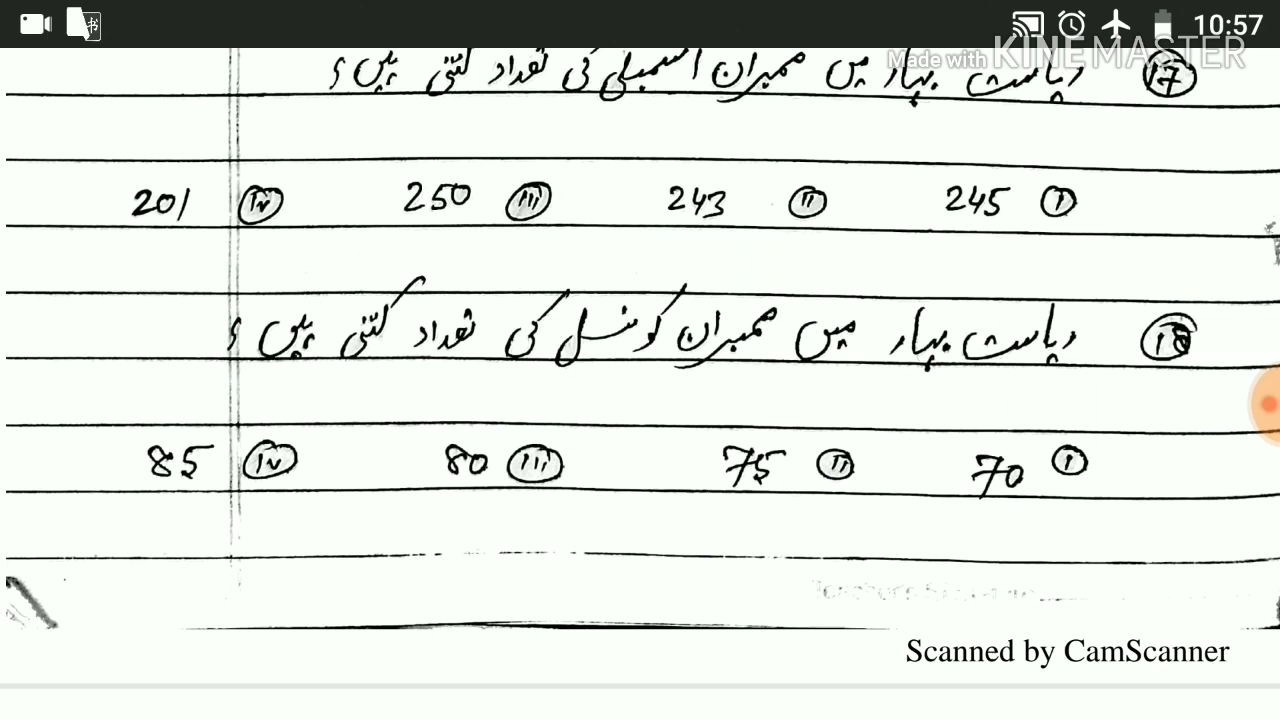 10:57
Made with KINEMASTER
17 ریاست بہار میں ممبران اسمبلی کی تعداد کتنی ہیں ؟
I 245 II 243 III 250 IV 201
18 ریاست بہار میں ممبران کونسل کی تعداد کتنی ہیں ؟
I 70 II 75 III 80 IV 85
Scanned by CamScanner